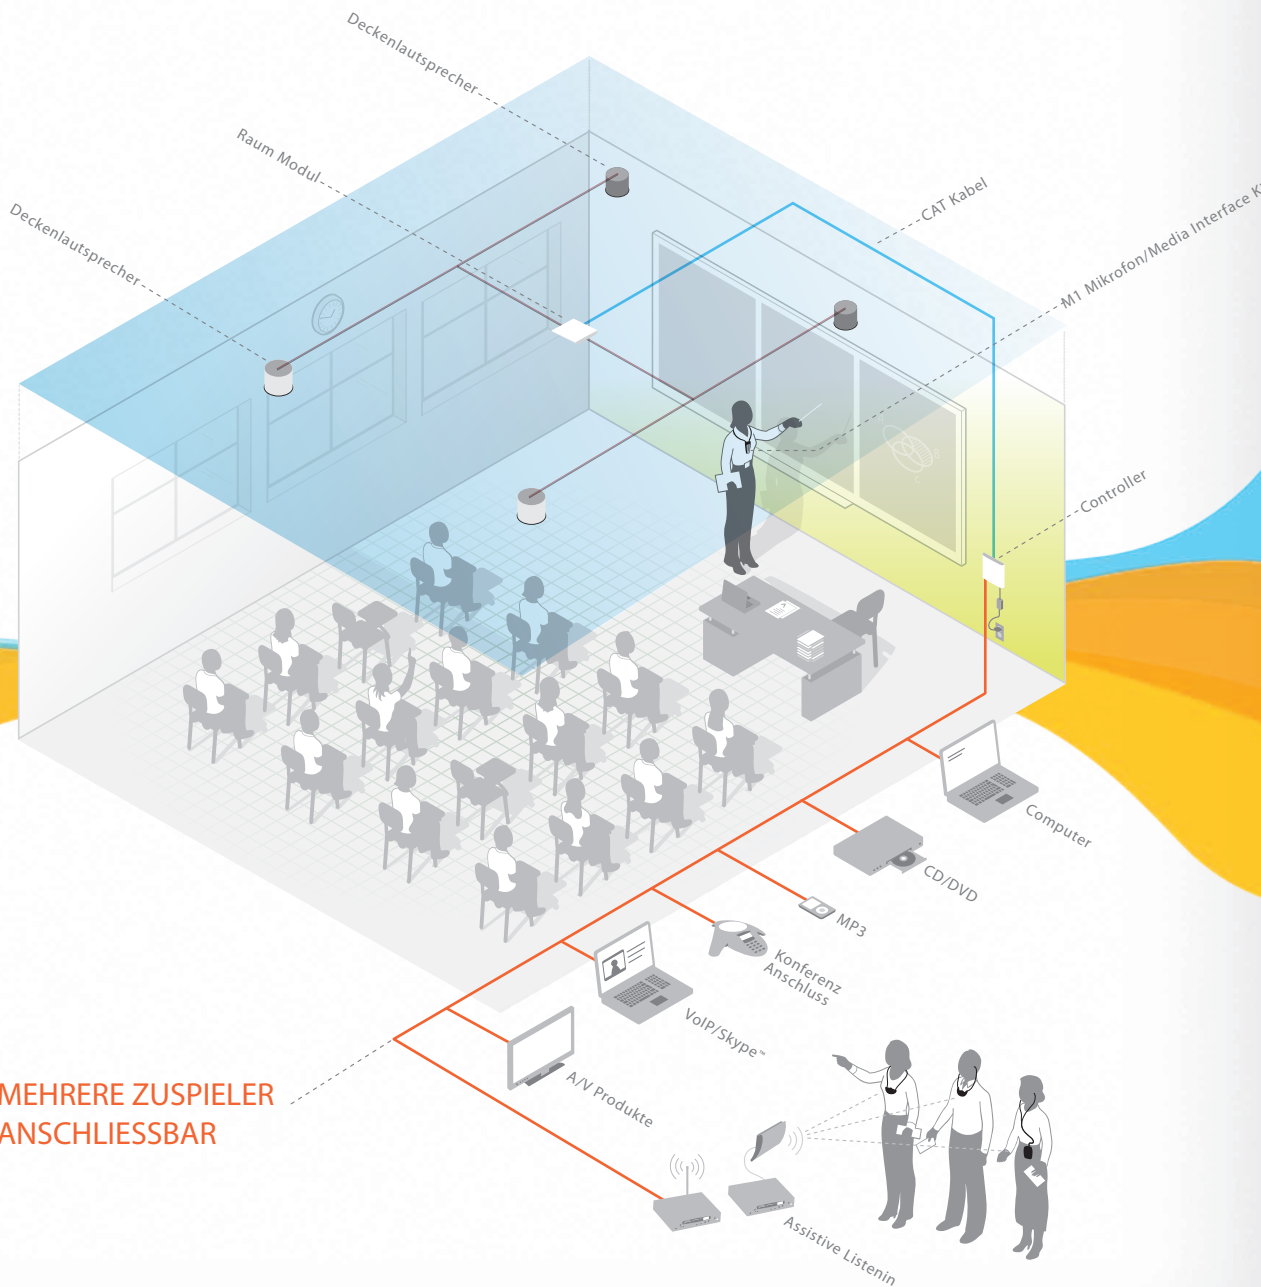 Deckenlautsprecher
Raum Modul
Deckenlautsprecher
CAT Kabel
M1 Mikrofon/Media Interface
Controller
Computer
CD/DVD
MP3
Konferenz
Anschluss
VoIP/Skype™
A/V Produkte
MEHRERE ZUSPIELER
ANSCHLIESSBAR
Assistive Listenin